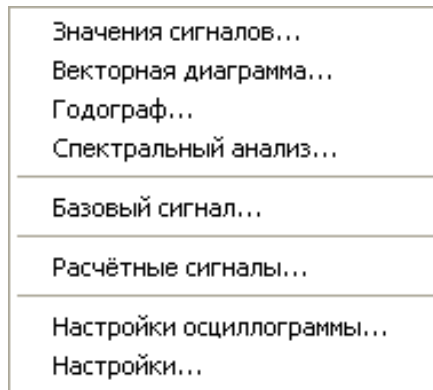 Значения сигналов...
Векторная диаграмма...
Годограф...
Спектральный анализ...
Базовый сигнал...
Расчётные сигналы...
Настройки осциллограммы...
Настройки...